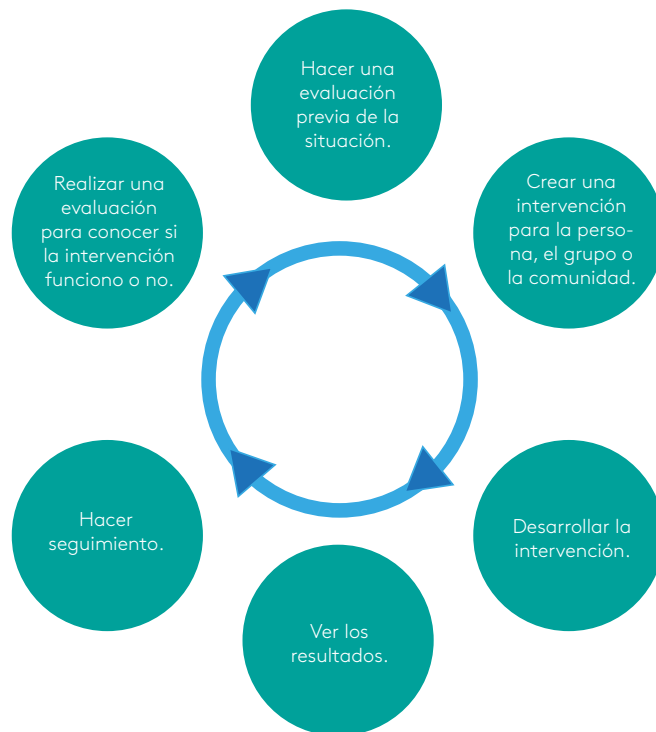 Hacer una
evaluación
previa de la
situación.
Crear una
intervención
para la perso-
na, el grupo o
la comunidad.
Desarrollar la
intervención.
Ver los
resultados.
Hacer
seguimiento.
Realizar una
evaluación
para conocer si
la intervención
funciono o no.